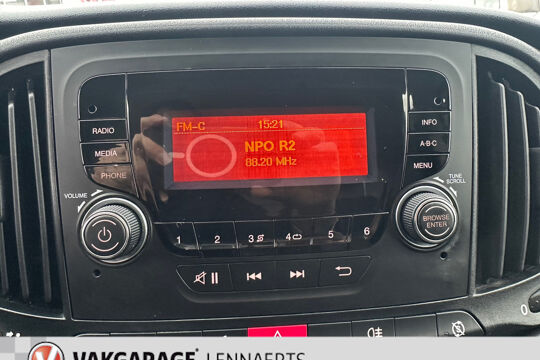 FM-C 15:21
NPO R2
88.20 MHz
RADIO
MEDIA
PHONE
INFO
A·B·C
MENU
VOLUME
TUNE
SCROLL
BROWSE
ENTER
1 2 3 4 5 6
0
VAKGARAGE LENNAERTS